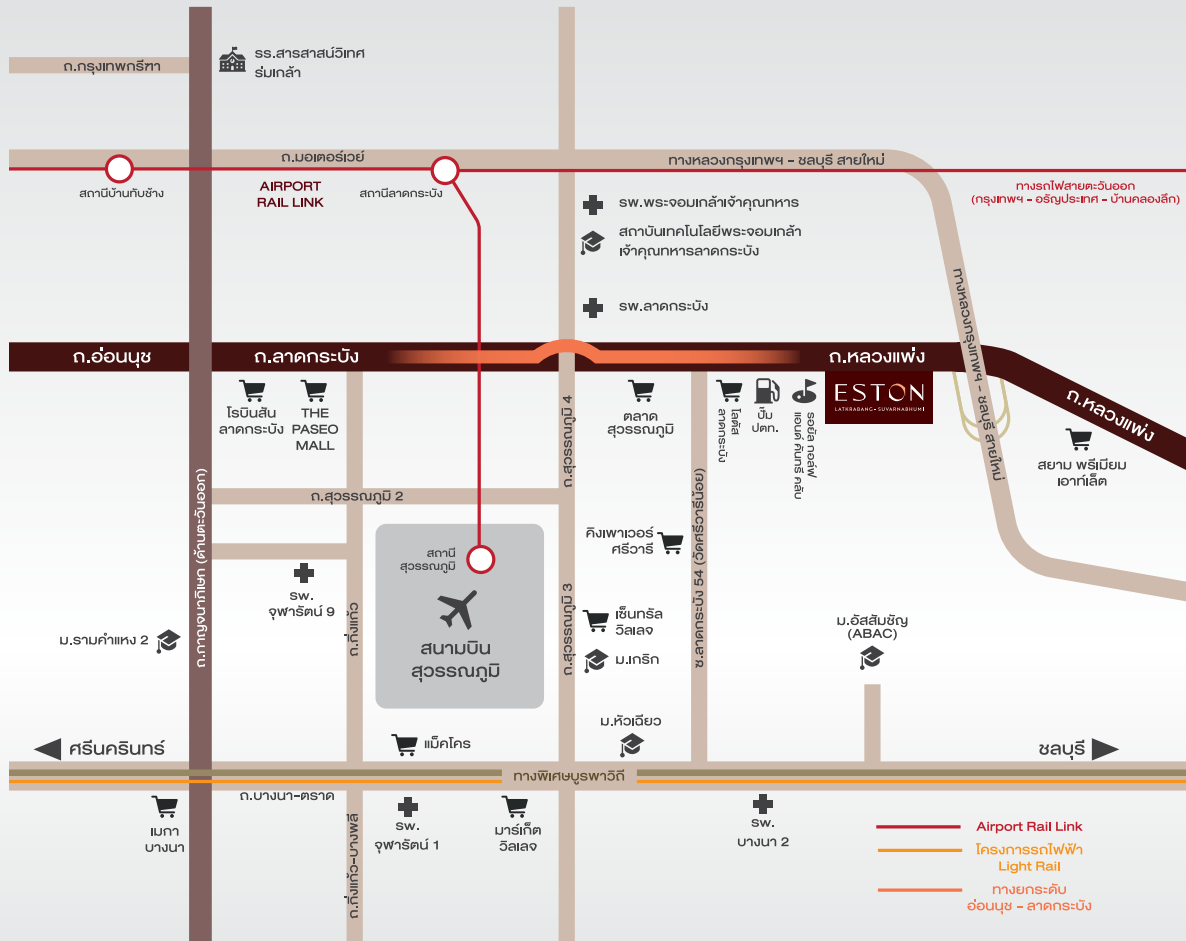 รร.สารสาสน์วิเทศ
ร่มเกล้า
ถ.กรุงเทพกรีฑา
ถ.มอเตอร์เวย์
ทางหลวงกรุงเทพฯ - ชลบุรี สายใหม่
สถานีบ้านทับช้าง
AIRPORT
RAIL LINK
สถานีลาดกระบัง
ทางรถไฟสายตะวันออก
(กรุงเทพฯ - อรัญประเทศ - บ้านคลองลึก)
รพ.พระจอมเกล้าเจ้าคุณทหาร
สถาบันเทคโนโลยีพระจอมเกล้า
เจ้าคุณทหารลาดกระบัง
รพ.ลาดกระบัง
ทางหลวงกรุงเทพฯ - ชลบุรี สายใหม่
ถ.อ่อนนุช
ถ.ลาดกระบัง
ถ.หลวงแพ่ง
ถ.หลวงแพ่ง
ESTON
LATKRABANG - SUVARNABHUMI
โรบินสัน
ลาดกระบัง
THE
PASEO
MALL
ถ.สุวรรณภูมิ 4
ตลาด
สุวรรณภูมิ
โลตัส
ลาดกระบัง
ปั๊ม
ปตท.
รอยัล กอล์ฟ
แอนด์ คันทรี คลับ
สยาม พรีเมียม
เอาท์เล็ต
ถ.สุวรรณภูมิ 2
ถ.กาญจนาภิเษก (ด้านตะวันออก)
สถานี
สุวรรณภูมิ
คิงเพาเวอร์
ศรีวารี
ซ.ลาดกระบัง 54 (วัดศรีวารีน้อย)
รพ.
จุฬารัตน์ 9
ถ.กิ่งแก้ว
สนามบิน
สุวรรณภูมิ
ถ.สุวรรณภูมิ 3
เซ็นทรัล
วิลเลจ
ม.เกริก
ม.รามคำแหง 2
ม.อัสสัมชัญ
(ABAC)
ม.หัวเฉียว
แม็คโคร
ศรีนครินทร์
ชลบุรี
ทางพิเศษบูรพาวิถี
ถ.บางนา-ตราด
เมกา
บางนา
ถ.กิ่งแก้ว-บางพลี
รพ.
จุฬารัตน์ 1
มาร์เก็ต
วิลเลจ
รพ.
บางนา 2
Airport Rail Link
โครงการรถไฟฟ้า
Light Rail
ทางยกระดับ
อ่อนนุช - ลาดกระบัง